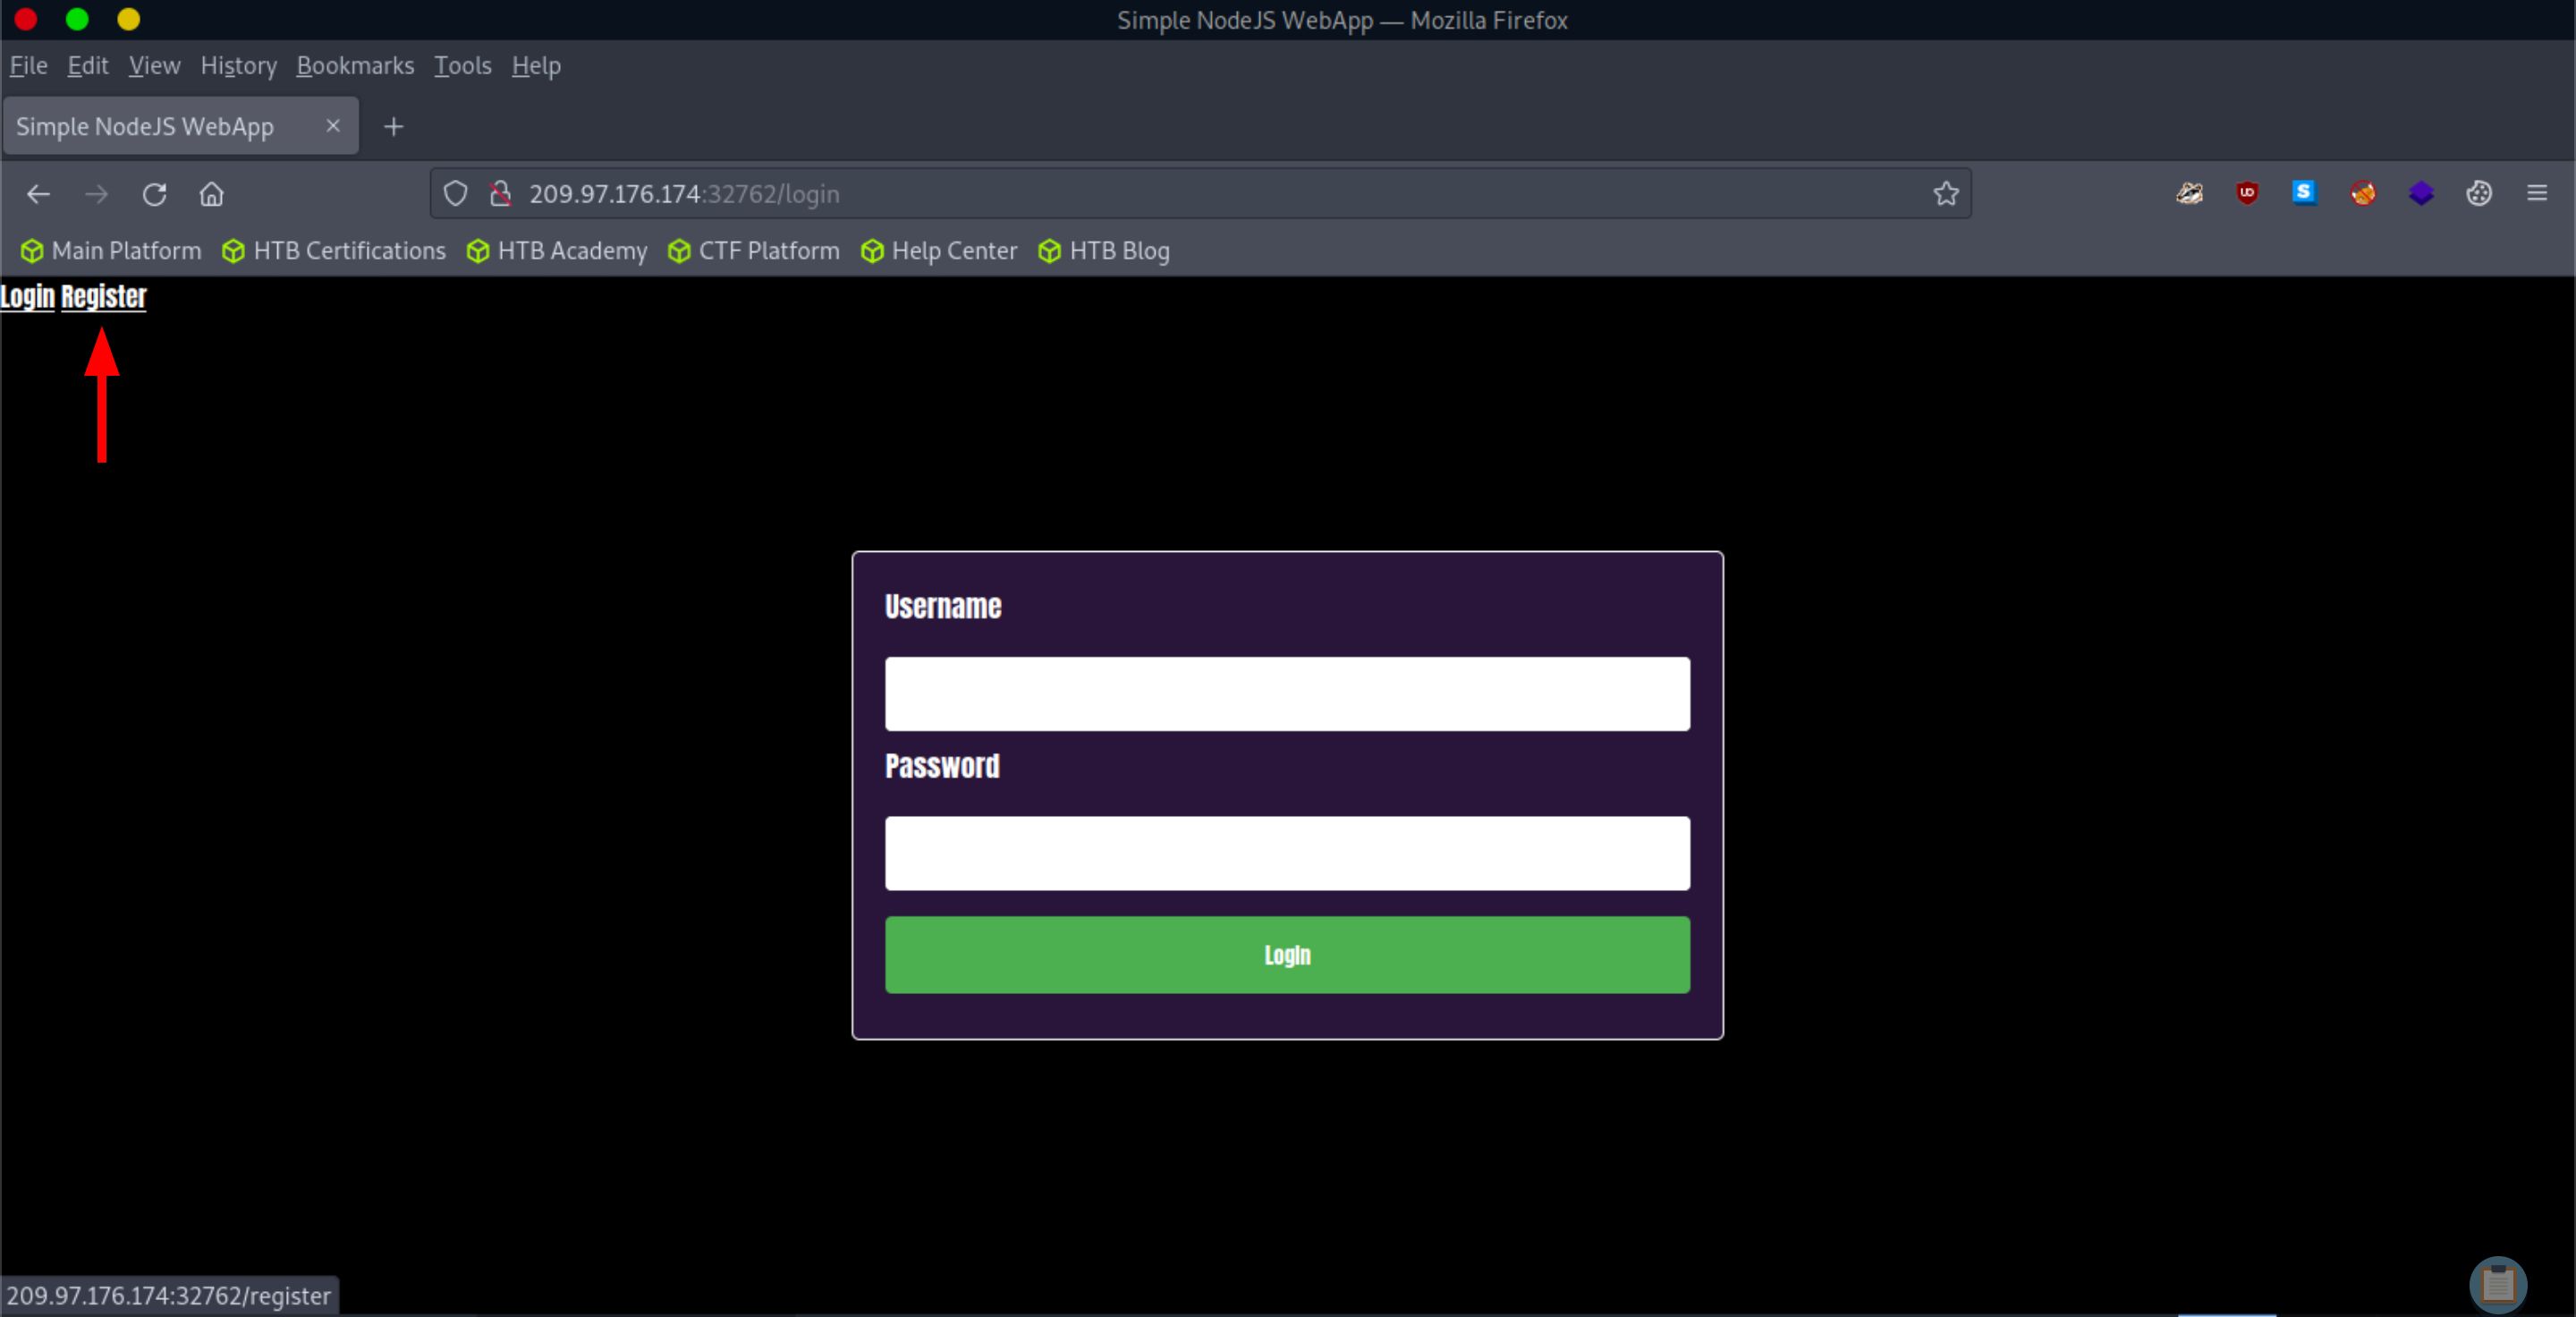 Simple NodeJS WebApp — Mozilla Firefox
File Edit View History Bookmarks Tools Help
Simple NodeJS WebApp
209.97.176.174:32762/login
Main Platform HTB Certifications HTB Academy CTF Platform Help Center HTB Blog
Login Register
Username
Password
LogIn
209.97.176.174:32762/register